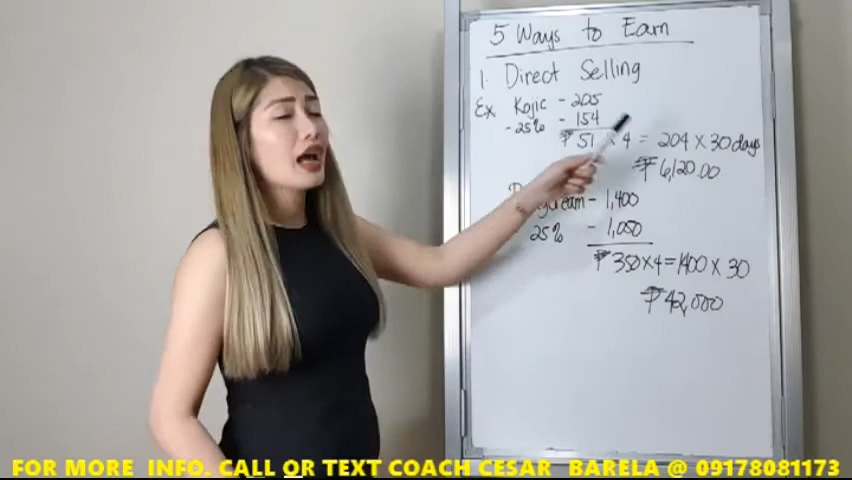 5 Ways to Earn
1. Direct Selling
Ex Kojic - 205
- 25% - 154
₱ 51 x 4 = 204 x 30 days
₱ 6,120.00
- 1,400
25% - 1,050
₱ 350 x 4 = 1400 x 30
₱ 42,000
FOR MORE INFO. CALL OR TEXT COACH CESAR BARELA @ 09178081173